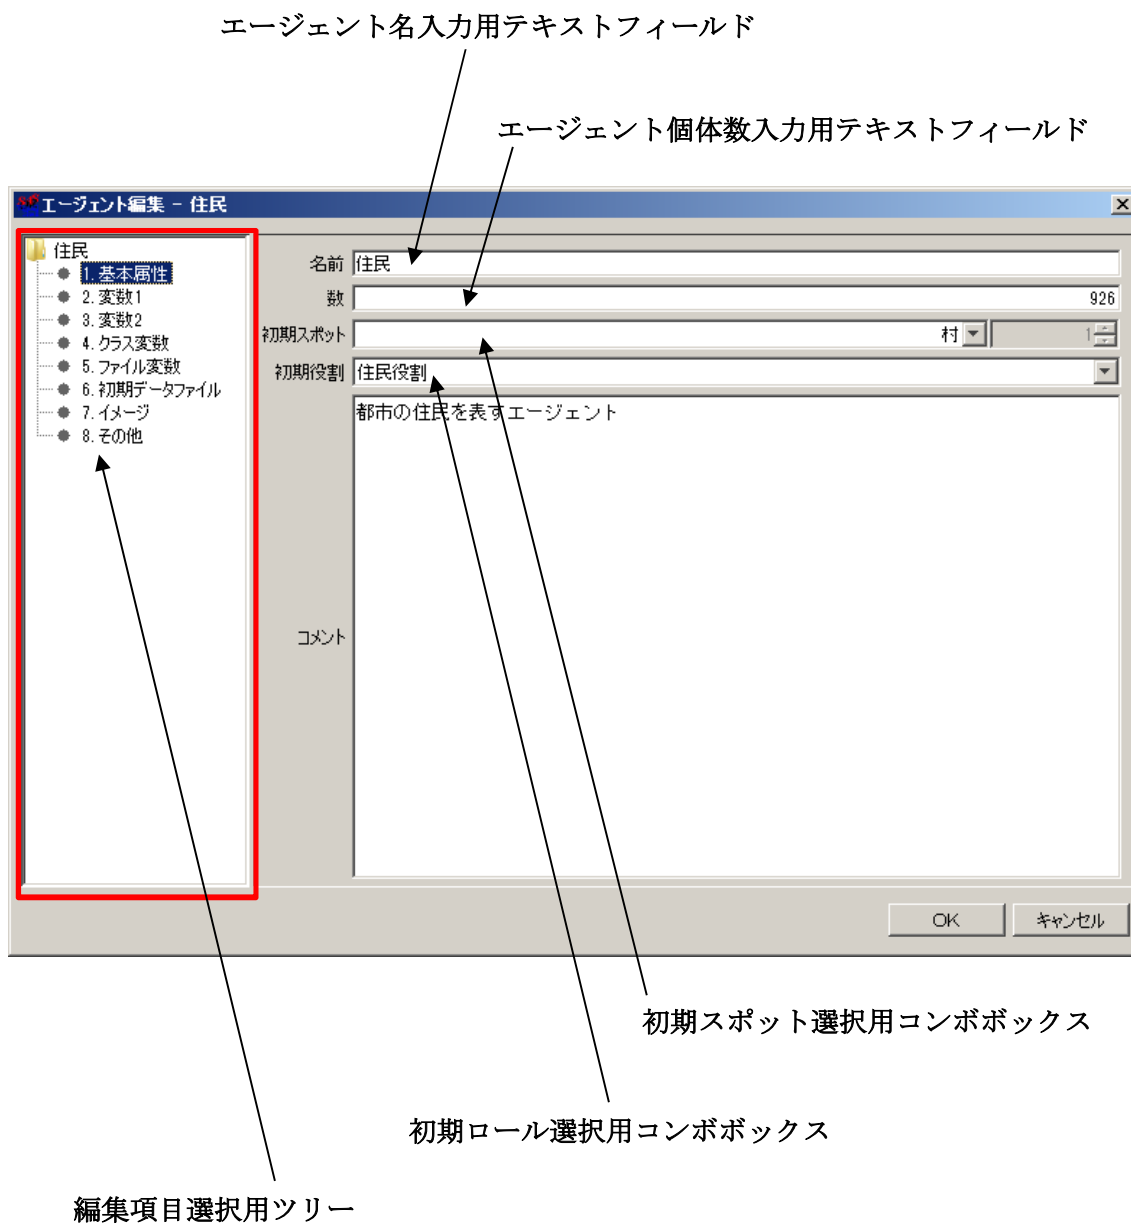 エージェント名入力用テキストフィールド
エージェント個体数入力用テキストフィールド
エージェント編集 - 住民
住民
1. 基本属性
2. 変数1
3. 変数2
4. クラス変数
5. ファイル変数
6. 初期データファイル
7. イメージ
8. その他
名前 住民
数 926
初期スポット 村 1
初期役割 住民役割
都市の住民を表すエージェント
コメント
OK キャンセル
初期スポット選択用コンボボックス
初期ロール選択用コンボボックス
編集項目選択用ツリー